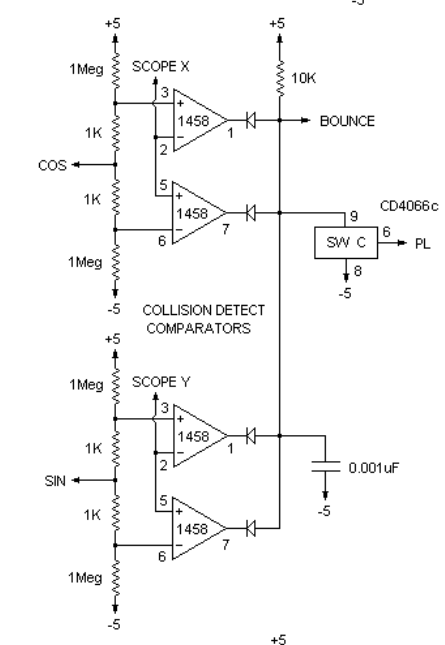 -5
+5
+5
1Meg
SCOPE X
3
+
1458
1
−
2
10K
BOUNCE
1K
COS
1K
5
+
1458
7
−
6
CD4066c
9
SW C
6
PL
8
-5
1Meg
-5
COLLISION DETECT
COMPARATORS
+5
1Meg
SCOPE Y
3
+
1458
1
−
2
1K
SIN
1K
0.001uF
-5
5
+
1458
7
−
6
1Meg
-5
+5